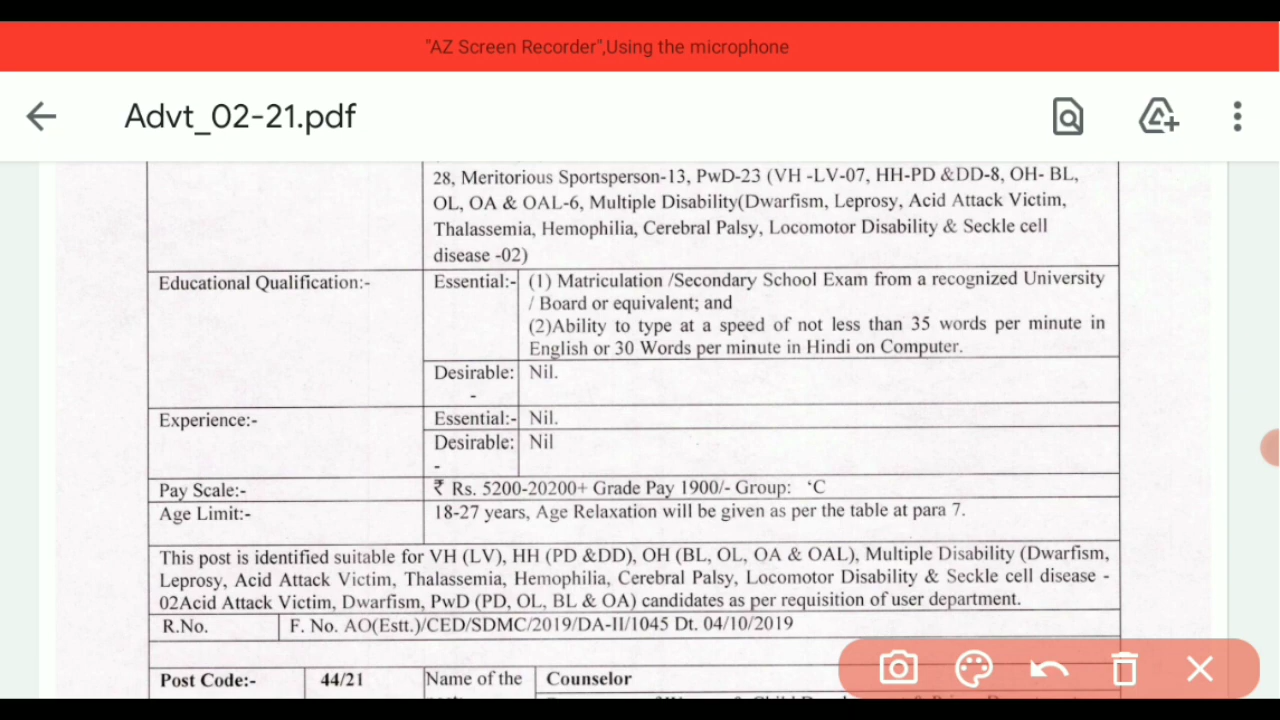 "AZ Screen Recorder",Using the microphone
Advt_02-21.pdf
28, Meritorious Sportsperson-13, PwD-23 (VH -LV-07, HH-PD &DD-8, OH- BL,
OL, OA & OAL-6, Multiple Disability(Dwarfism, Leprosy, Acid Attack Victim,
Thalassemia, Hemophilia, Cerebral Palsy, Locomotor Disability & Seckle cell
disease -02)
Educational Qualification:- Essential:- (1) Matriculation /Secondary School Exam from a recognized University
/ Board or equivalent; and
(2)Ability to type at a speed of not less than 35 words per minute in
English or 30 Words per minute in Hindi on Computer.
Desirable: Nil.
-
Experience:- Essential:- Nil.
Desirable: Nil
-
Pay Scale:- ₹ Rs. 5200-20200+ Grade Pay 1900/- Group: ‘C
Age Limit:- 18-27 years, Age Relaxation will be given as per the table at para 7.
This post is identified suitable for VH (LV), HH (PD &DD), OH (BL, OL, OA & OAL), Multiple Disability (Dwarfism,
Leprosy, Acid Attack Victim, Thalassemia, Hemophilia, Cerebral Palsy, Locomotor Disability & Seckle cell disease -
02Acid Attack Victim, Dwarfism, PwD (PD, OL, BL & OA) candidates as per requisition of user department.
R.No. F. No. AO(Estt.)/CED/SDMC/2019/DA-II/1045 Dt. 04/10/2019
Post Code:- 44/21 Name of the Counselor